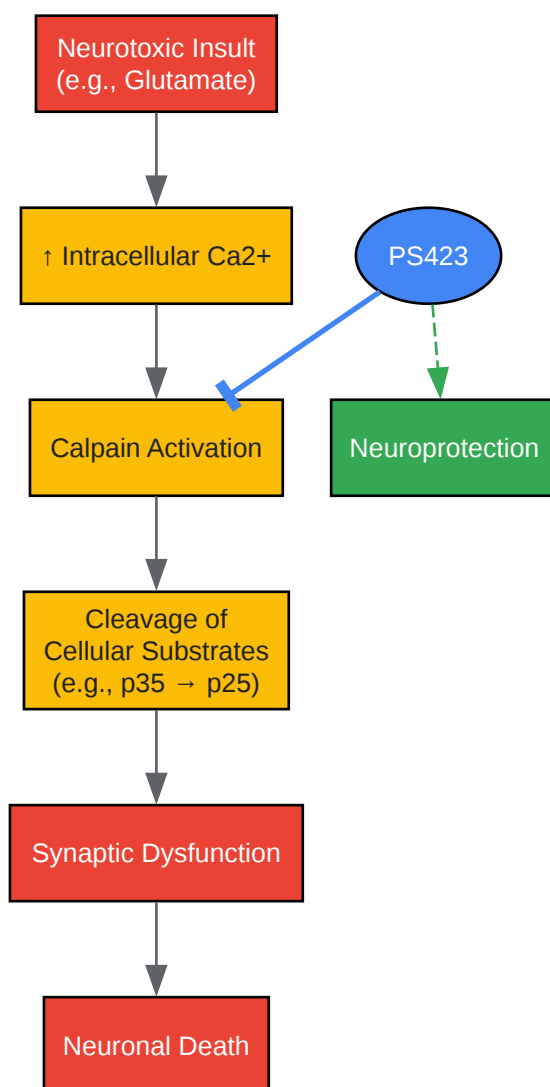 Neurotoxic Insult
(e.g., Glutamate)
↑ Intracellular Ca2+
PS423
Calpain Activation
Neuroprotection
Cleavage of
Cellular Substrates
(e.g., p35 → p25)
Synaptic Dysfunction
Neuronal Death